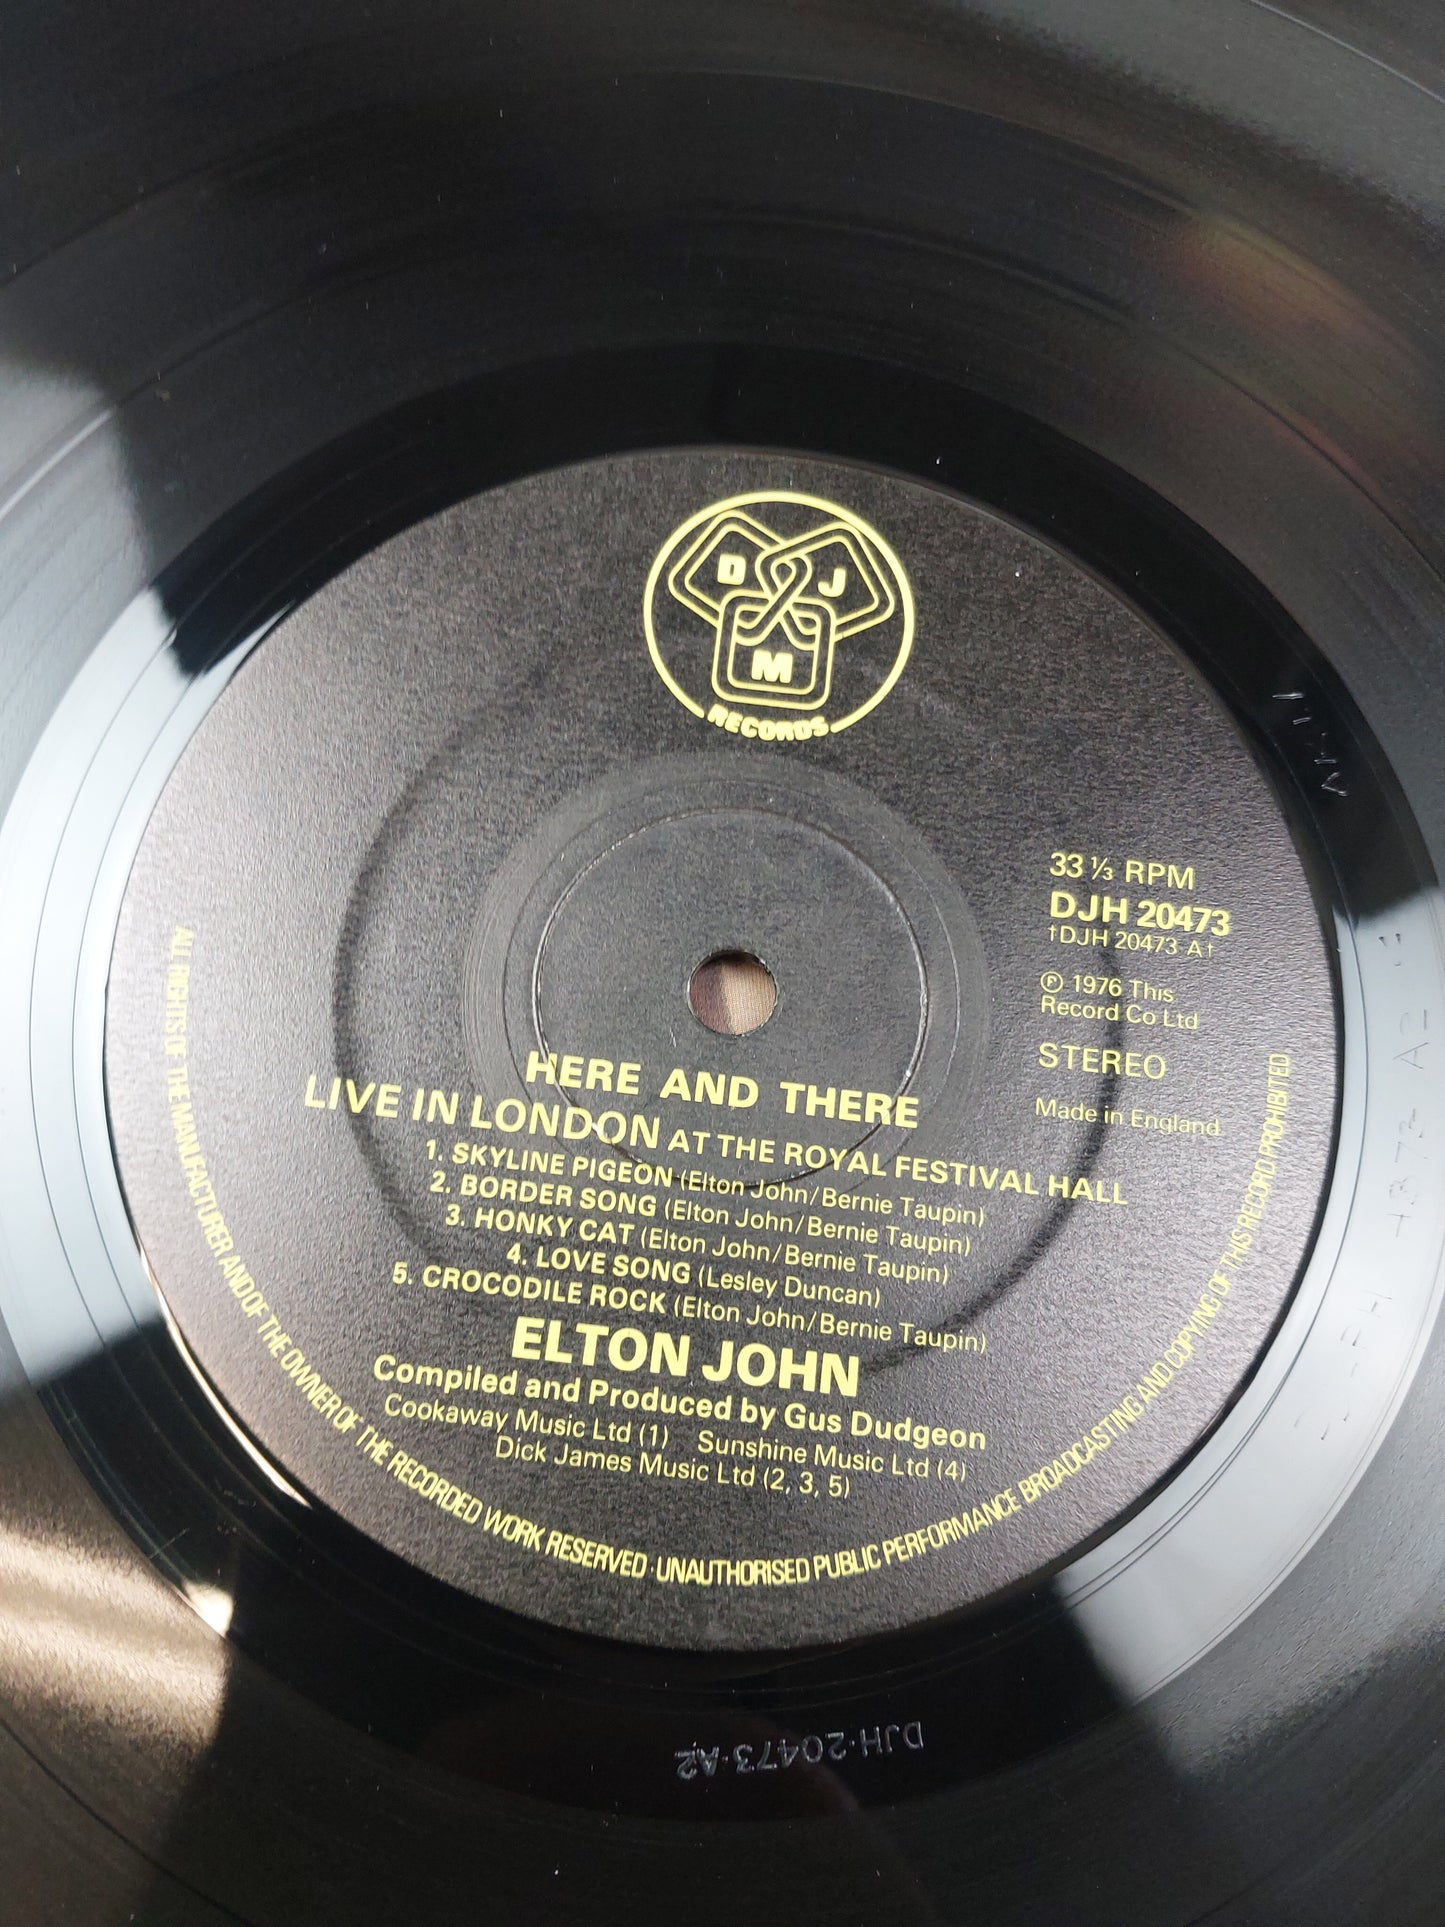 D J
M
RECORDS
33 ⅓ RPM
DJH 20473
†DJH 20473 A†
℗ 1976 This
Record Co Ltd
STEREO
Made in England
HERE AND THERE
LIVE IN LONDON AT THE ROYAL FESTIVAL HALL
1. SKYLINE PIGEON (Elton John/Bernie Taupin)
2. BORDER SONG (Elton John/Bernie Taupin)
3. HONKY CAT (Elton John/Bernie Taupin)
4. LOVE SONG (Lesley Duncan)
5. CROCODILE ROCK (Elton John/Bernie Taupin)
ELTON JOHN
Compiled and Produced by Gus Dudgeon
Cookaway Music Ltd (1) Sunshine Music Ltd (4)
Dick James Music Ltd (2, 3, 5)
ALL RIGHTS OF THE MANUFACTURER AND OF THE OWNER OF THE RECORDED WORK RESERVED · UNAUTHORISED PUBLIC PERFORMANCE BROADCASTING AND COPYING OF THIS RECORD PROHIBITED
DJH·20473·A2